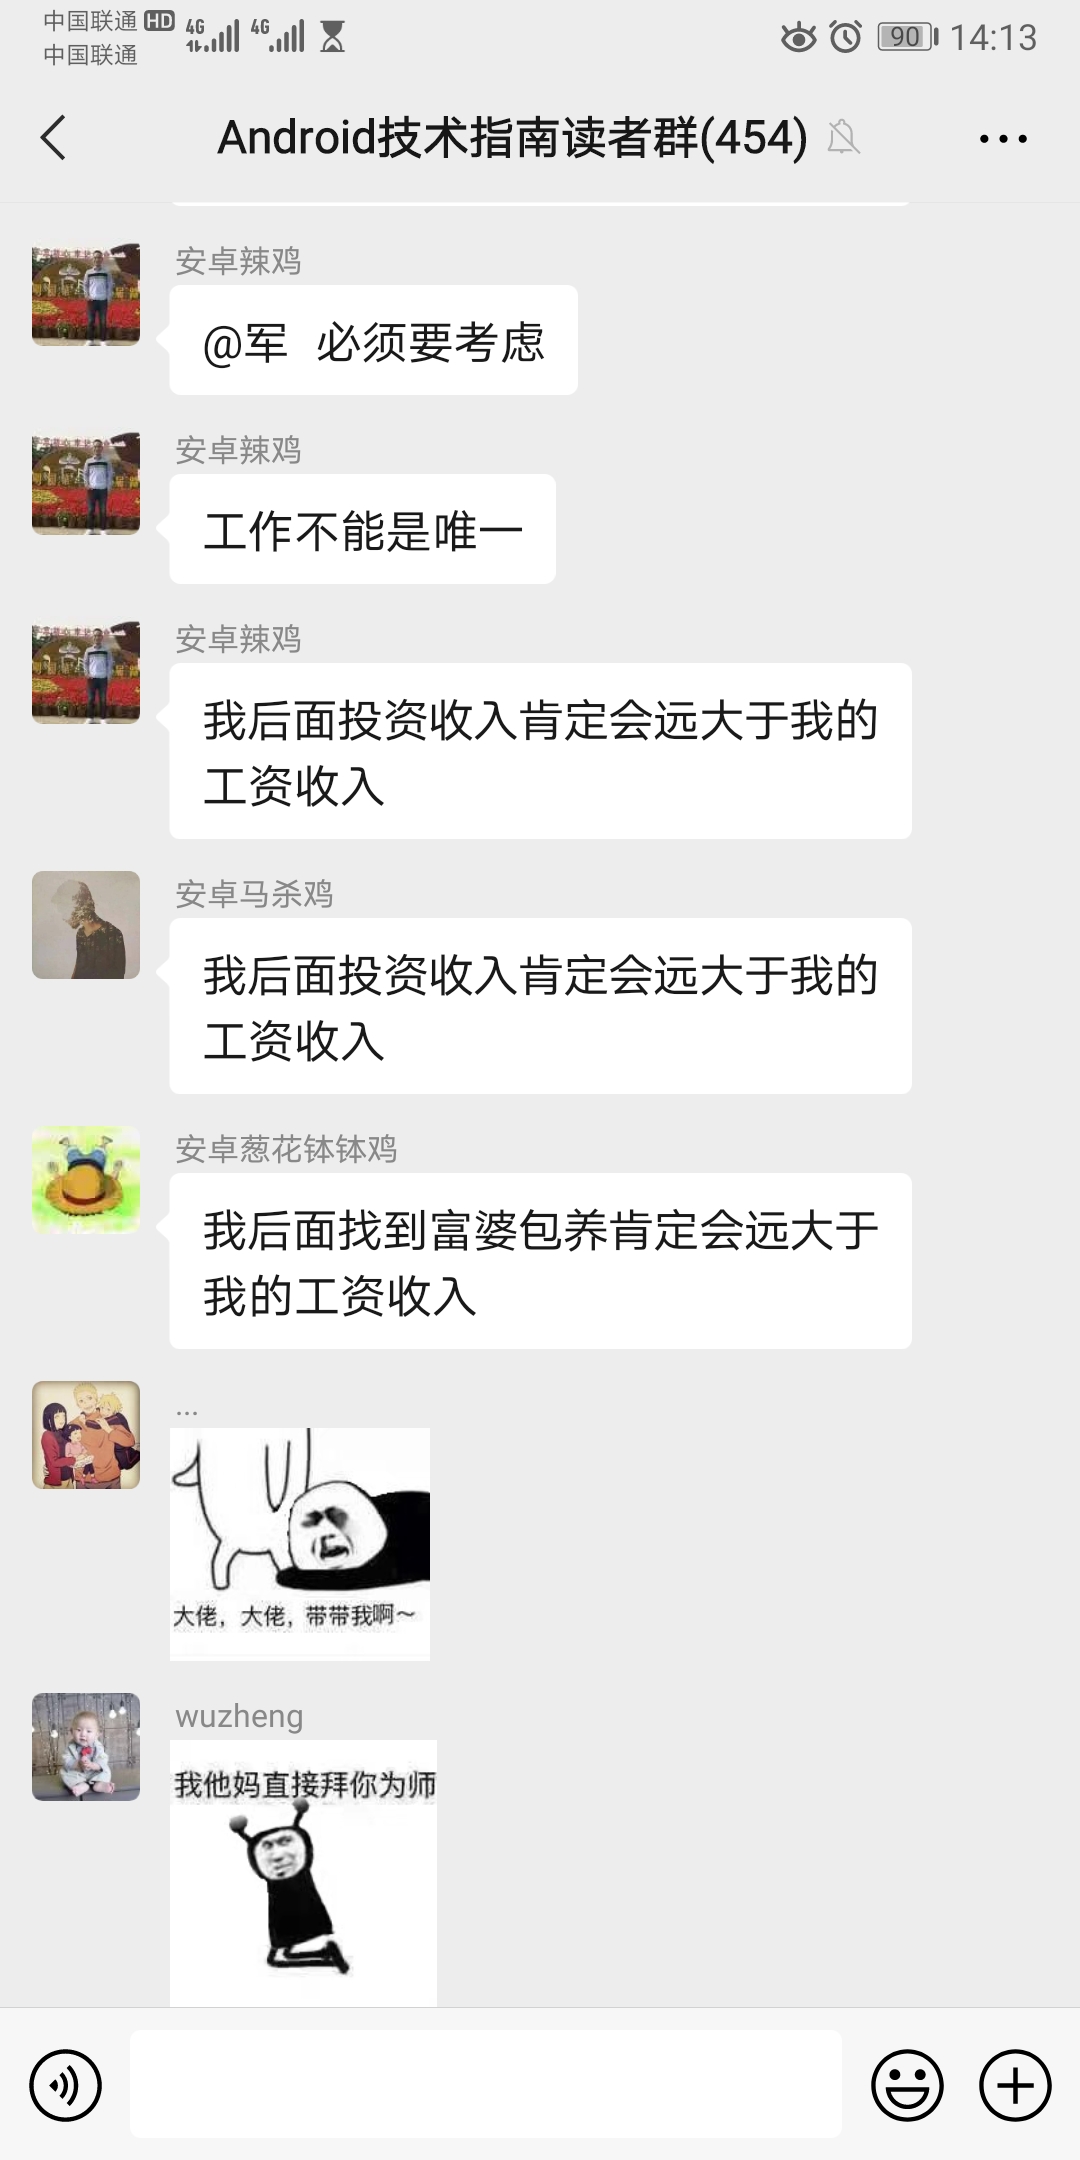 中国联通 HD 4G 4G 90 14:13
中国联通
Android技术指南读者群(454)
安卓辣鸡
@军 必须要考虑
安卓辣鸡
工作不能是唯一
安卓辣鸡
我后面投资收入肯定会远大于我的
工资收入
安卓马杀鸡
我后面投资收入肯定会远大于我的
工资收入
安卓葱花钵钵鸡
我后面找到富婆包养肯定会远大于
我的工资收入
...
大佬，大佬，带带我啊～
wuzheng
我他妈直接拜你为师